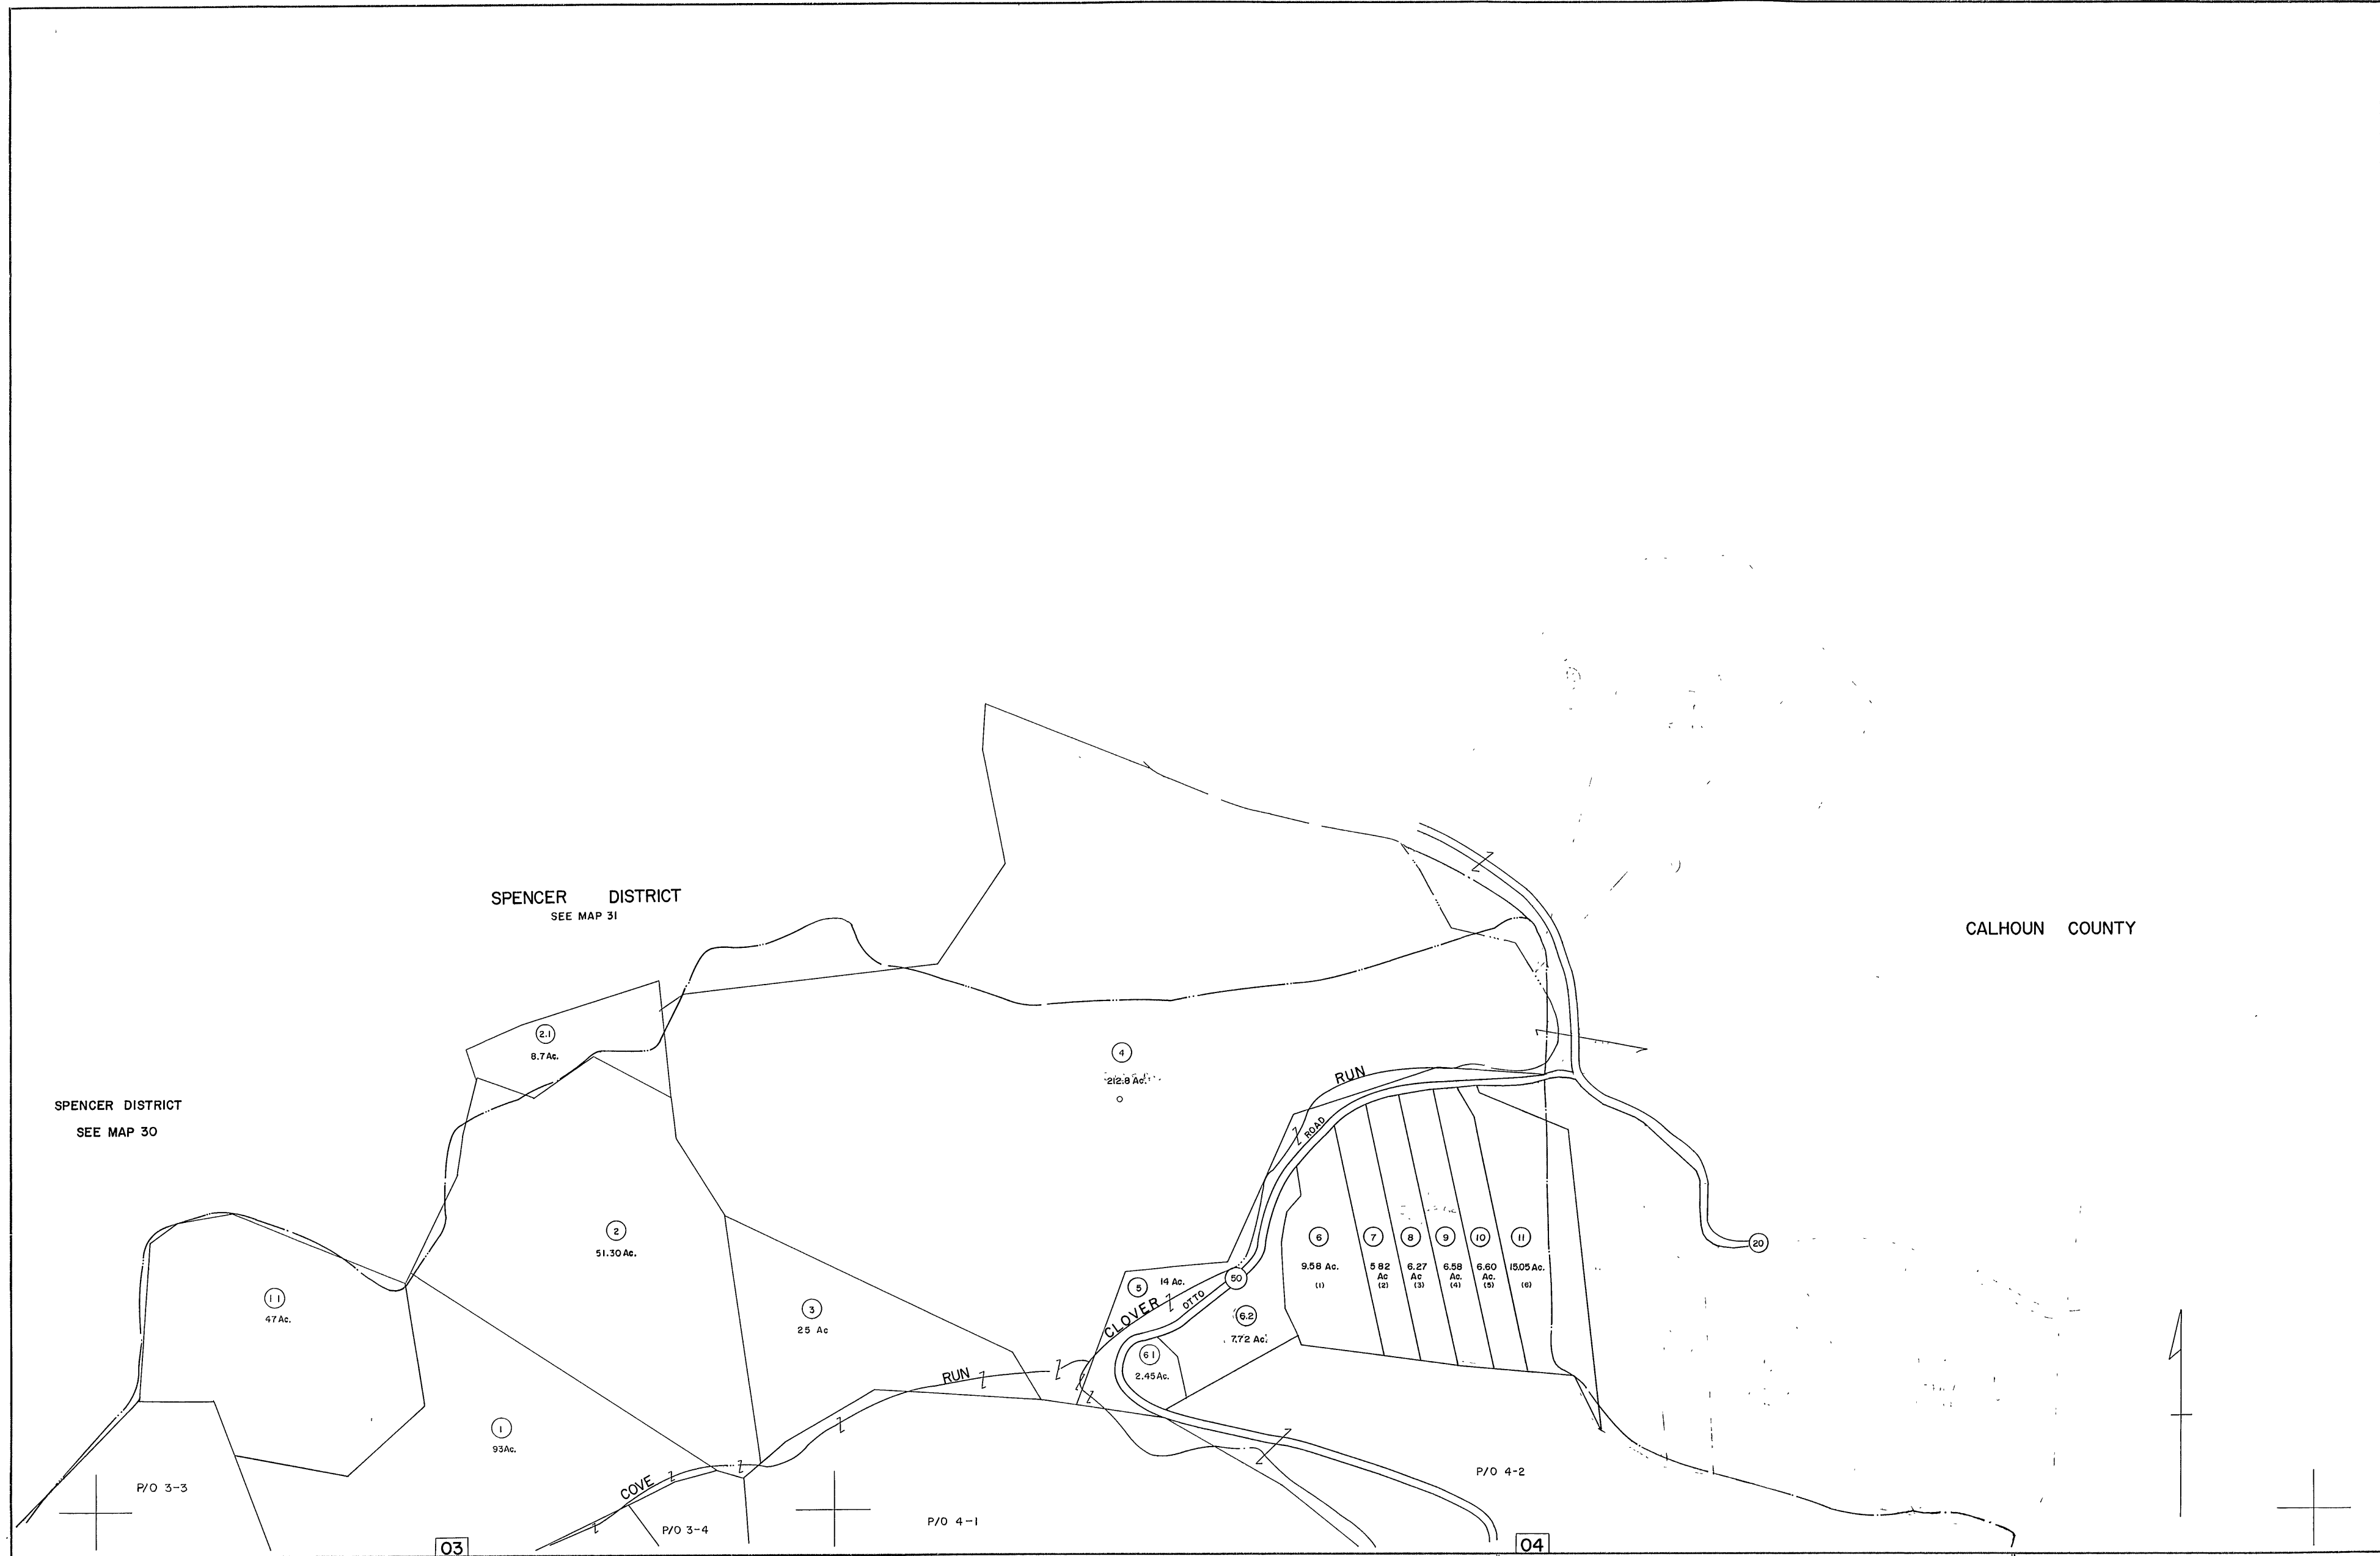 SPENCER DISTRICT
SEE MAP 31
CALHOUN COUNTY
2.1
8.7 Ac.
4
212.8 Ac.
SPENCER DISTRICT
SEE MAP 30
RUN
ROAD
2
51.30 Ac.
6
9.58 Ac.
(1)
7
5 82
Ac
(2)
8
6.27
Ac
(3)
9
6.58
Ac.
(4)
10
6.60
Ac.
(5)
11
15.05 Ac.
(6)
20
50
5
14 Ac.
CLOVER
OTTO
1 1
47 Ac.
3
25 Ac
6.2
7.72 Ac.
6 1
2.45 Ac.
RUN
1
93 Ac.
COVE
P/O 3-3
P/O 3-4
P/O 4-1
P/O 4-2
03
04